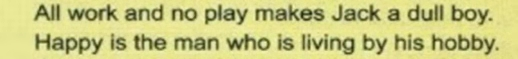 All work and no play makes Jack a dull boy.
Happy is the man who is living by his hobby.